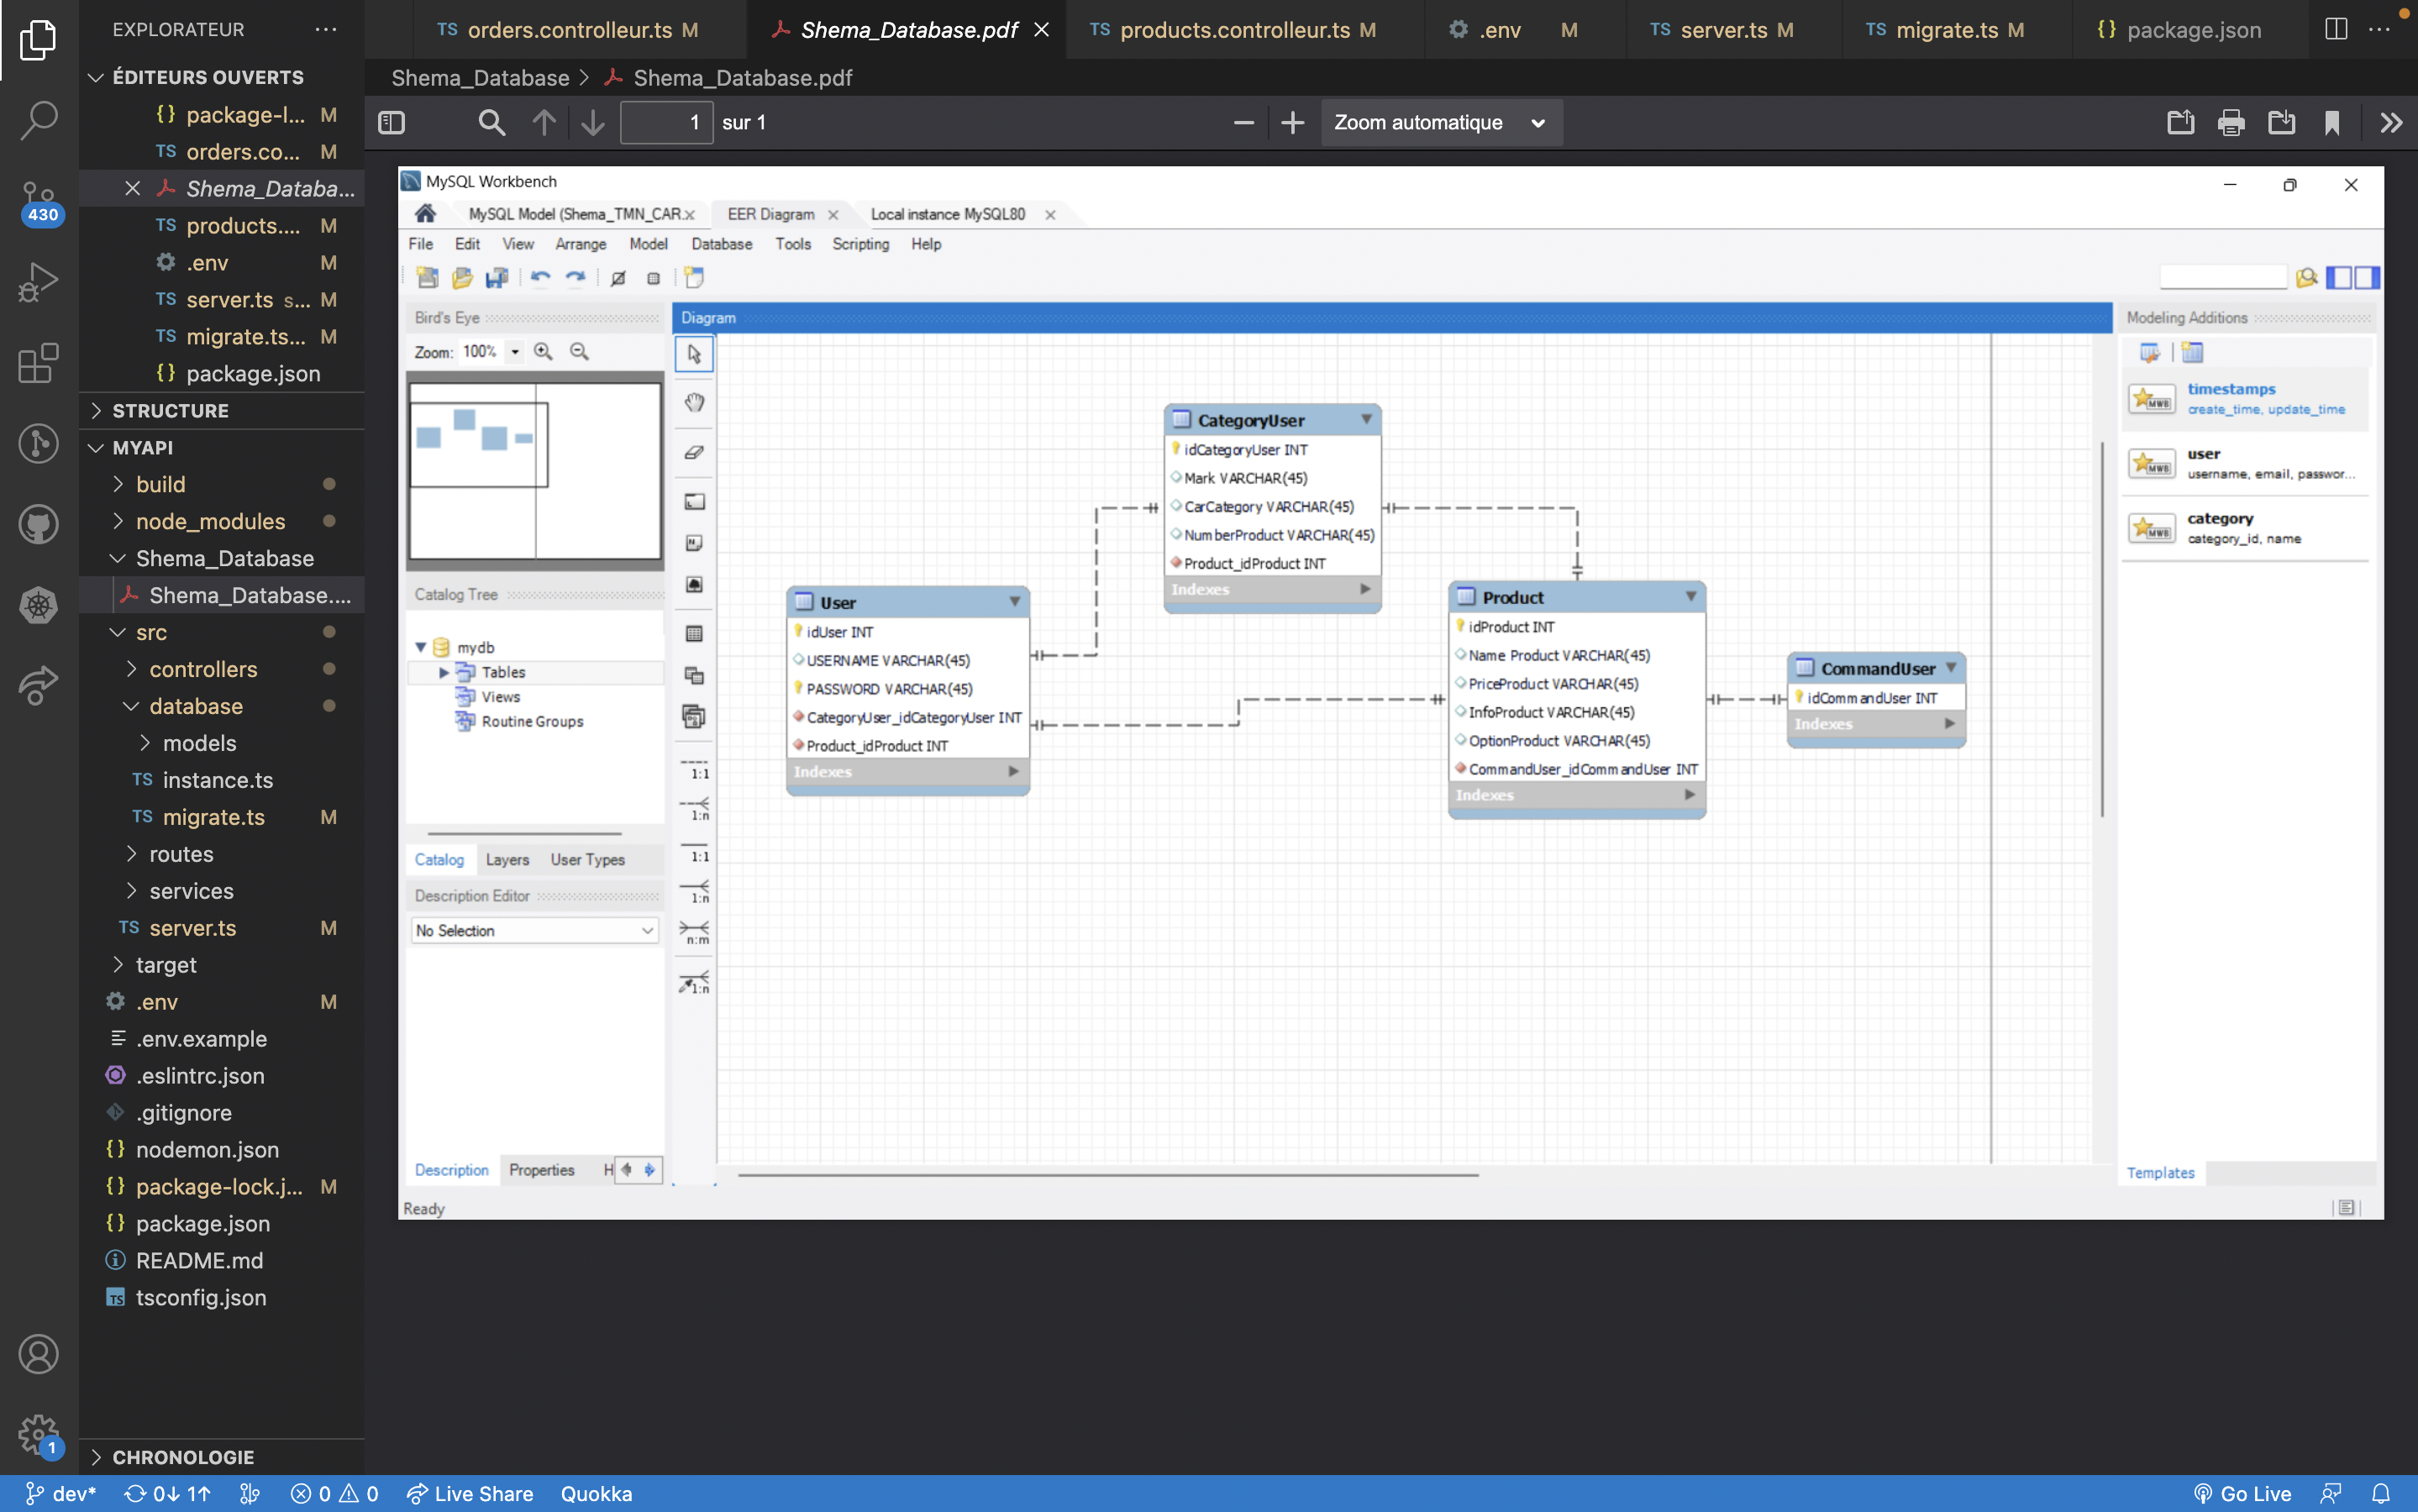 EXPLORATEUR
TS orders.controlleur.ts M
Shema_Database.pdf
TS products.controlleur.ts M
.env M
TS server.ts M
TS migrate.ts M
{} package.json
Shema_Database > Shema_Database.pdf
1 sur 1
Zoom automatique
ÉDITEURS OUVERTS
{} package-l... M
TS orders.co... M
Shema_Databa...
TS products.... M
.env M
TS server.ts s... M
TS migrate.ts... M
{} package.json
STRUCTURE
MYAPI
build
node_modules
Shema_Database
Shema_Database....
src
controllers
database
models
TS instance.ts
TS migrate.ts M
routes
services
TS server.ts M
target
.env M
.env.example
.eslintrc.json
.gitignore
{} nodemon.json
{} package-lock.j... M
{} package.json
README.md
TS tsconfig.json
CHRONOLOGIE
430
1
MySQL Workbench
MySQL Model (Shema_TMN_CAR.x
EER Diagram
Local instance MySQL80
File Edit View Arrange Model Database Tools Scripting Help
Bird's Eye
Zoom: 100%
Catalog Tree
mydb
Tables
Views
Routine Groups
Catalog Layers User Types
Description Editor
No Selection
Description Properties H
Ready
Diagram
1:1
1:n
1:1
1:n
n:m
1:n
CategoryUser
idCategoryUser INT
Mark VARCHAR(45)
CarCategory VARCHAR(45)
NumberProduct VARCHAR(45)
Product_idProduct INT
Indexes
User
idUser INT
USERNAME VARCHAR(45)
PASSWORD VARCHAR(45)
CategoryUser_idCategoryUser INT
Product_idProduct INT
Indexes
Product
idProduct INT
Name Product VARCHAR(45)
PriceProduct VARCHAR(45)
InfoProduct VARCHAR(45)
OptionProduct VARCHAR(45)
CommandUser_idCommandUser INT
Indexes
CommandUser
idCommandUser INT
Indexes
Modeling Additions
MWB timestamps
create_time, update_time
MWB user
username, email, passwor...
MWB category
category_id, name
Templates
dev* 0↓ 1↑ 0 0 Live Share Quokka
Go Live